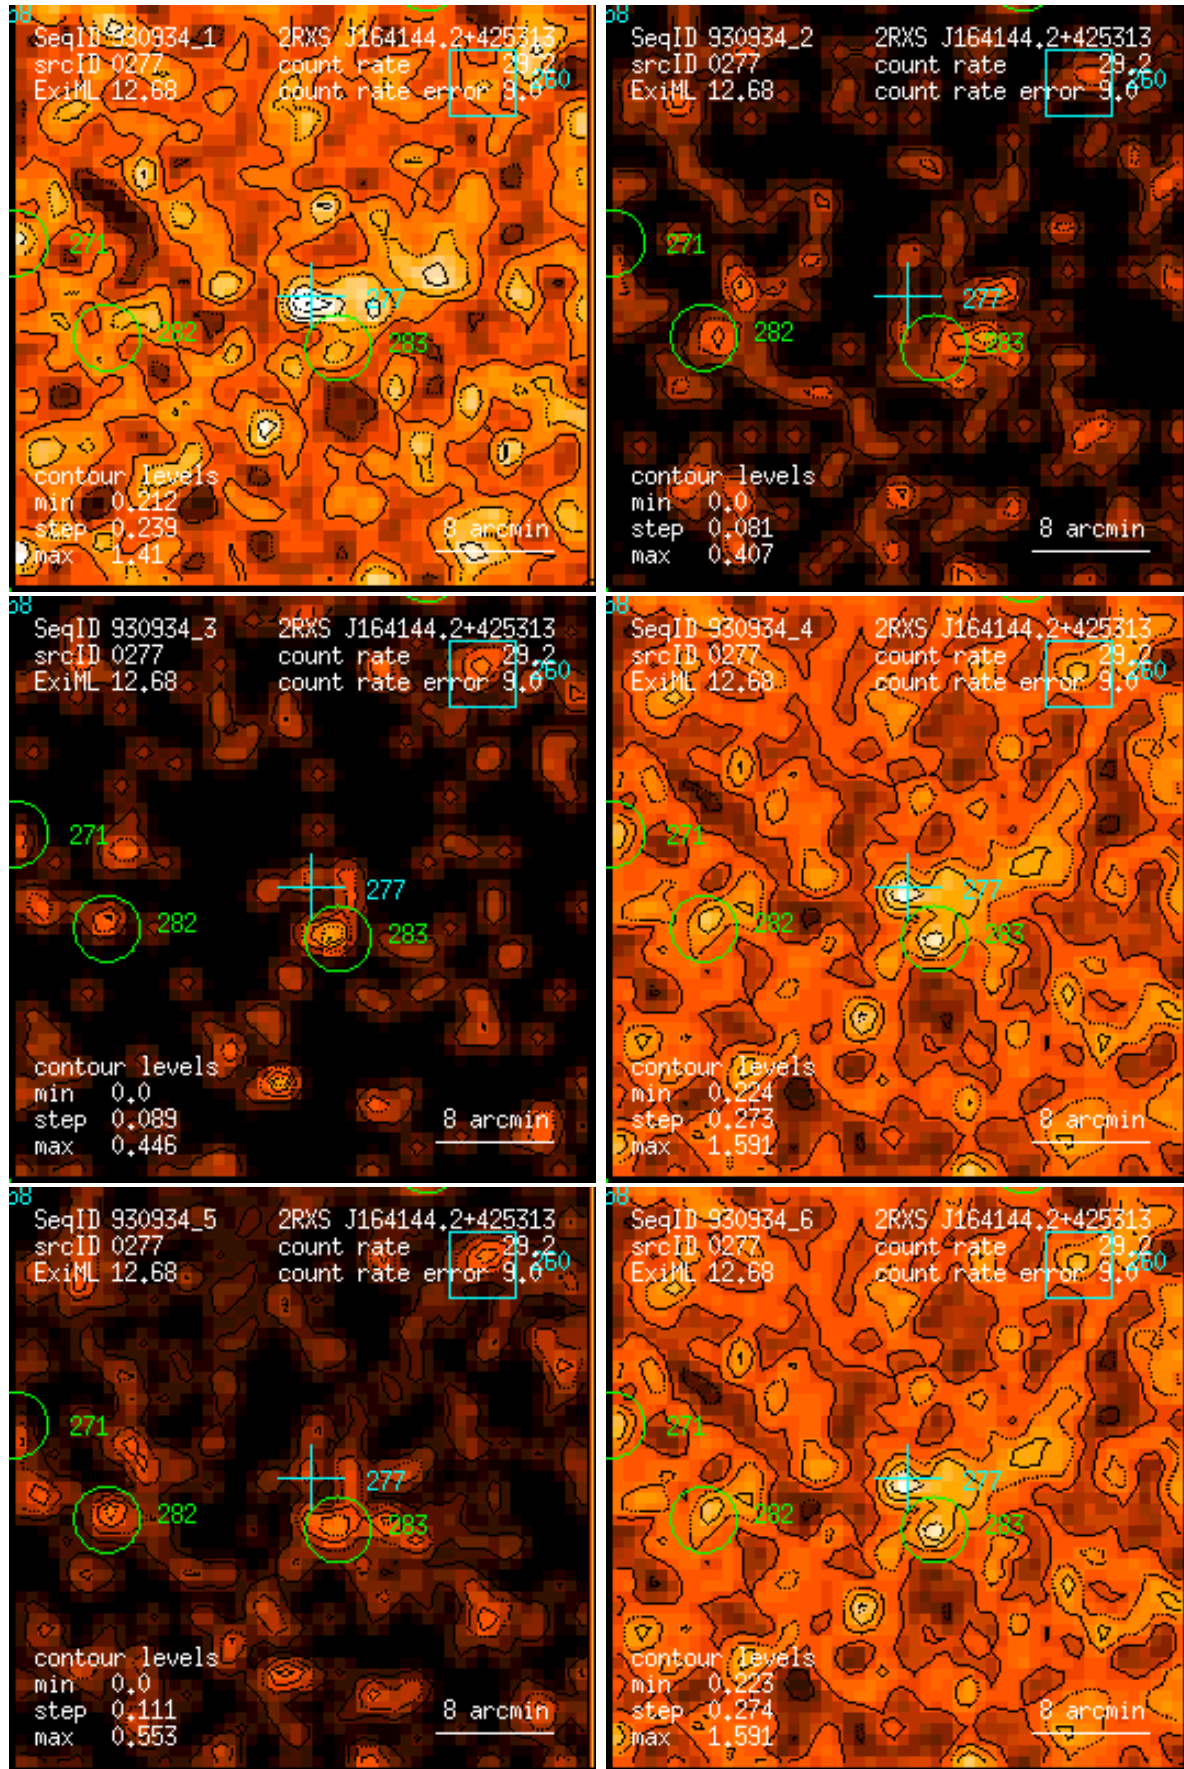 58
SeqID 930934_1 2RXS J164144.2+425313
srcID 0277 count rate 29.2
ExiML 12.68 count rate error 9.0
260
271
277
282
283
contour levels
min 0.212
step 0.239
max 1.41
8 arcmin
58
SeqID 930934_2 2RXS J164144.2+425313
srcID 0277 count rate 29.2
ExiML 12.68 count rate error 9.0
260
271
277
282
283
contour levels
min 0.0
step 0.081
max 0.407
8 arcmin
58
SeqID 930934_3 2RXS J164144.2+425313
srcID 0277 count rate 29.2
ExiML 12.68 count rate error 9.0
260
271
277
282
283
contour levels
min 0.0
step 0.089
max 0.446
8 arcmin
58
SeqID 930934_4 2RXS J164144.2+425313
srcID 0277 count rate 29.2
ExiML 12.68 count rate error 9.0
260
271
277
282
283
contour levels
min 0.224
step 0.273
max 1.591
8 arcmin
58
SeqID 930934_5 2RXS J164144.2+425313
srcID 0277 count rate 29.2
ExiML 12.68 count rate error 9.0
260
271
277
282
283
contour levels
min 0.0
step 0.111
max 0.553
8 arcmin
58
SeqID 930934_6 2RXS J164144.2+425313
srcID 0277 count rate 29.2
ExiML 12.68 count rate error 9.0
260
271
277
282
283
contour levels
min 0.223
step 0.274
max 1.591
8 arcmin